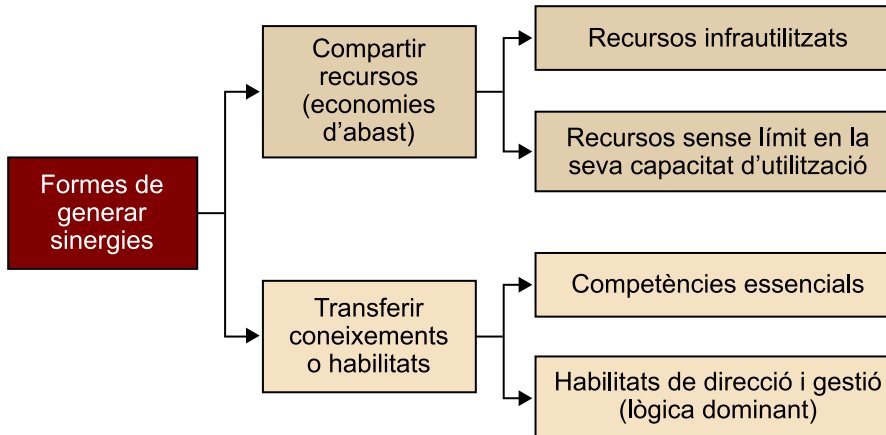 Formes de
generar
sinergies
Compartir
recursos
(economies
d'abast)
Recursos infrautilitzats
Recursos sense límit en la
seva capacitat d'utilització
Transferir
coneixements
o habilitats
Competències essencials
Habilitats de direcció i gestió
(lògica dominant)